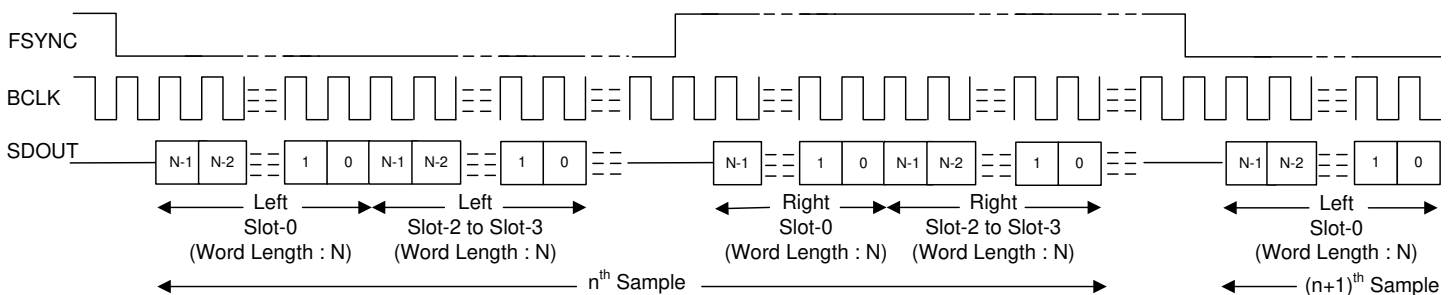 FSYNC
BCLK
SDOUT
N-1 N-2 1 0 N-1 N-2 1 0 N-1 1 0 N-1 N-2 1 0 N-1 N-2 1 0
Left Left Right Right Left
Slot-0 Slot-2 to Slot-3 Slot-0 Slot-2 to Slot-3 Slot-0
(Word Length : N) (Word Length : N) (Word Length : N) (Word Length : N) (Word Length : N)
nth Sample (n+1)th Sample